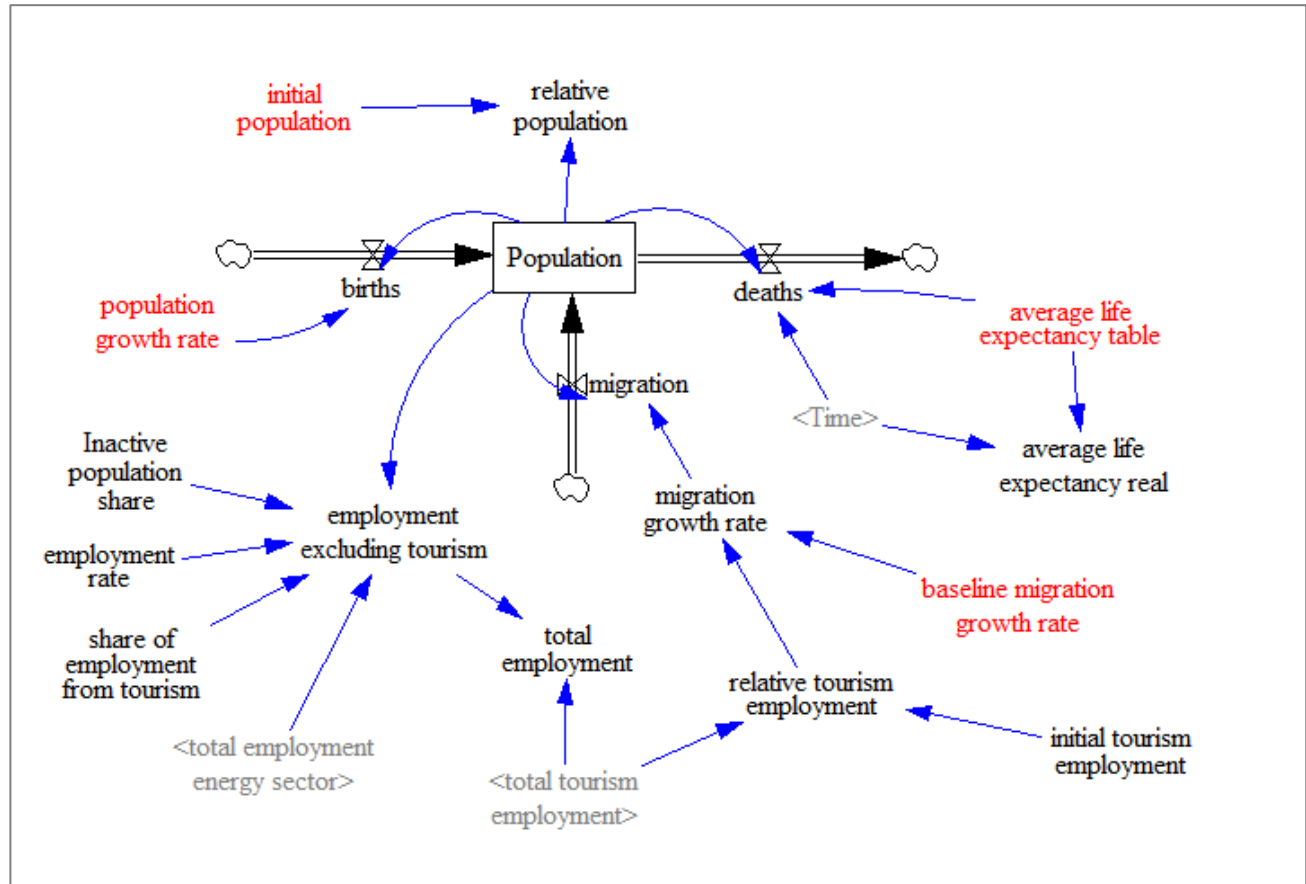 initial
population
relative
population
Population
births
deaths
population
growth rate
average life
expectancy table
migration
<Time>
average life
expectancy real
Inactive
population
share
employment
excluding tourism
migration
growth rate
employment
rate
baseline migration
growth rate
share of
employment
from tourism
total
employment
relative tourism
employment
initial tourism
employment
<total employment
energy sector>
<total tourism
employment>